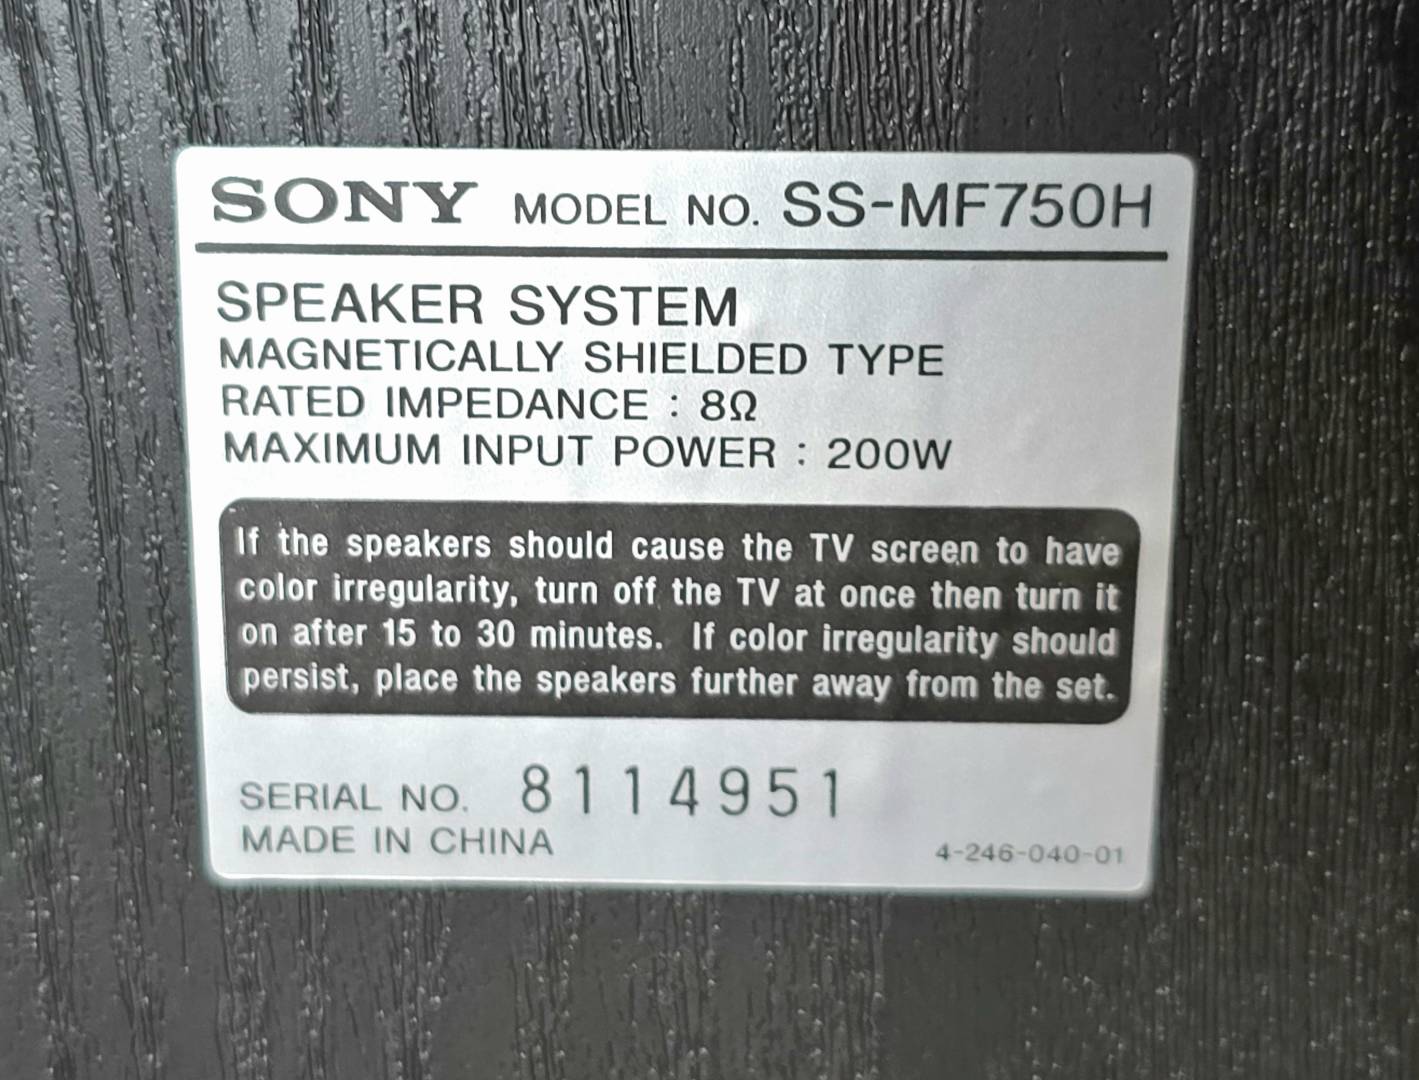 SONY MODEL NO. SS-MF750H
SPEAKER SYSTEM
MAGNETICALLY SHIELDED TYPE
RATED IMPEDANCE : 8Ω
MAXIMUM INPUT POWER : 200W
If the speakers should cause the TV screen to have
color irregularity, turn off the TV at once then turn it
on after 15 to 30 minutes. If color irregularity should
persist, place the speakers further away from the set.
SERIAL NO. 8114951
MADE IN CHINA
4-246-040-01